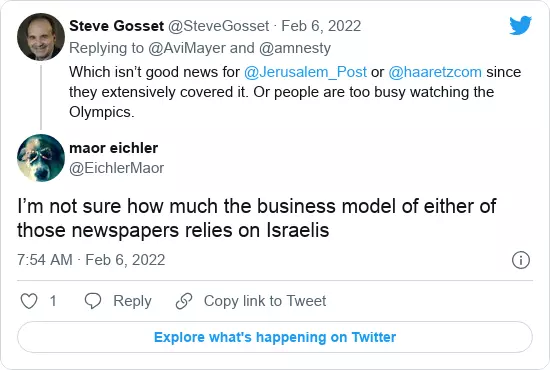 Steve Gosset @SteveGosset · Feb 6, 2022
Replying to @AviMayer and @amnesty
Which isn't good news for @Jerusalem_Post or @haaretzcom since
they extensively covered it. Or people are too busy watching the
Olympics.
maor eichler
@EichlerMaor
I'm not sure how much the business model of either of
those newspapers relies on Israelis
7:54 AM · Feb 6, 2022
1 Reply Copy link to Tweet
Explore what's happening on Twitter